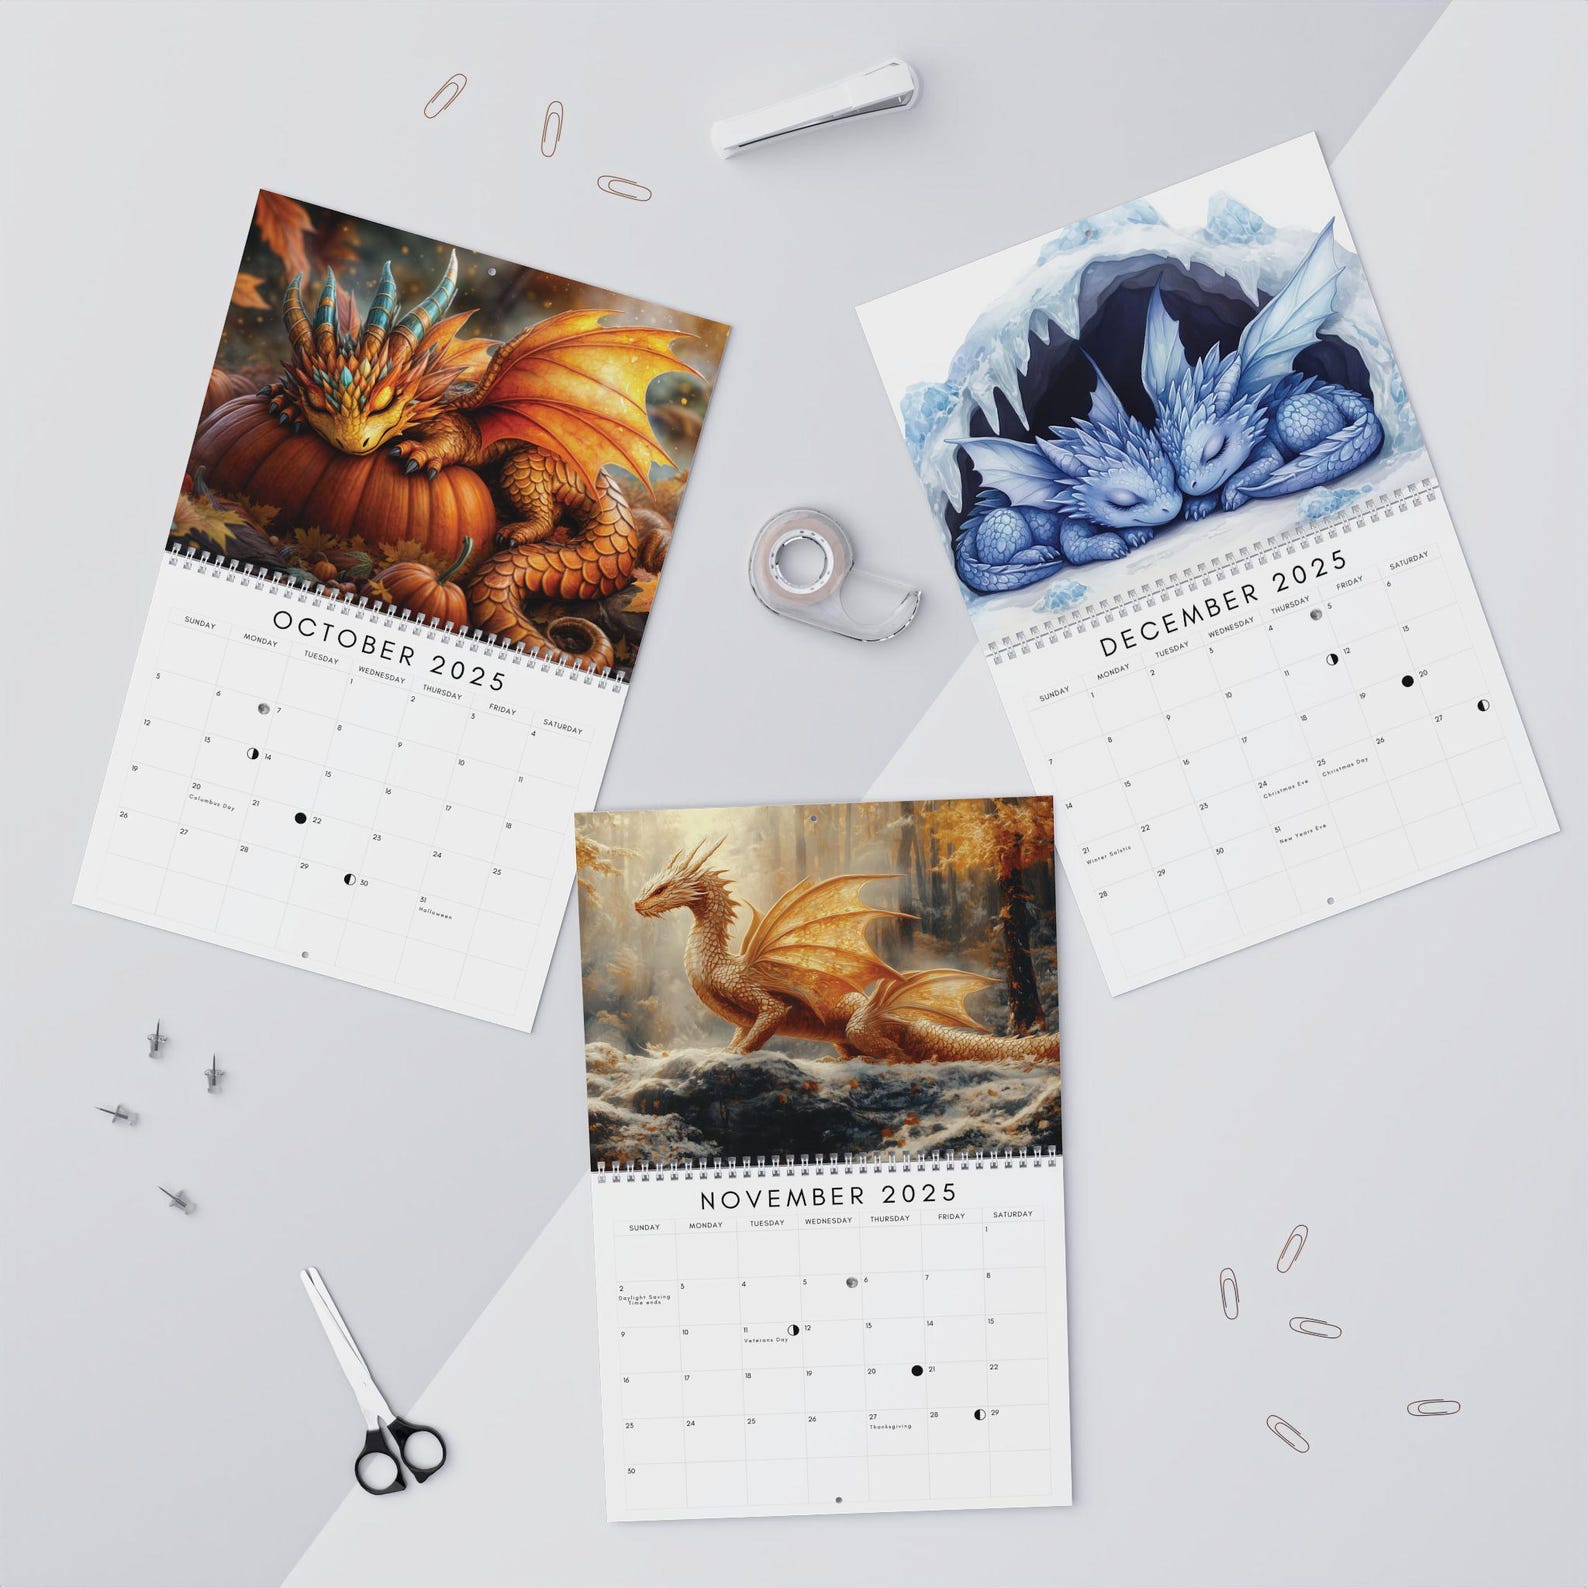 OCTOBER 2025
SUNDAY MONDAY TUESDAY WEDNESDAY THURSDAY FRIDAY SATURDAY
1 2 3 4
5 6 7 8 9 10 11
12 13 14 15 16 17 18
19 20 21 22 23 24 25
Columbus Day
26 27 28 29 30 31
Halloween
DECEMBER 2025
SUNDAY MONDAY TUESDAY WEDNESDAY THURSDAY FRIDAY SATURDAY
1 2 3 4 5 6
7 8 9 10 11 12 13
14 15 16 17 18 19 20
21 22 23 24 25 26 27
Winter Solstis Christmas Eve Christmas Day
28 29 30 31
New Years Eve
NOVEMBER 2025
SUNDAY MONDAY TUESDAY WEDNESDAY THURSDAY FRIDAY SATURDAY
1
2 3 4 5 6 7 8
Daylight Saving
Time ends
9 10 11 12 13 14 15
Veterans Day
16 17 18 19 20 21 22
23 24 25 26 27 28 29
Thanksgiving
30